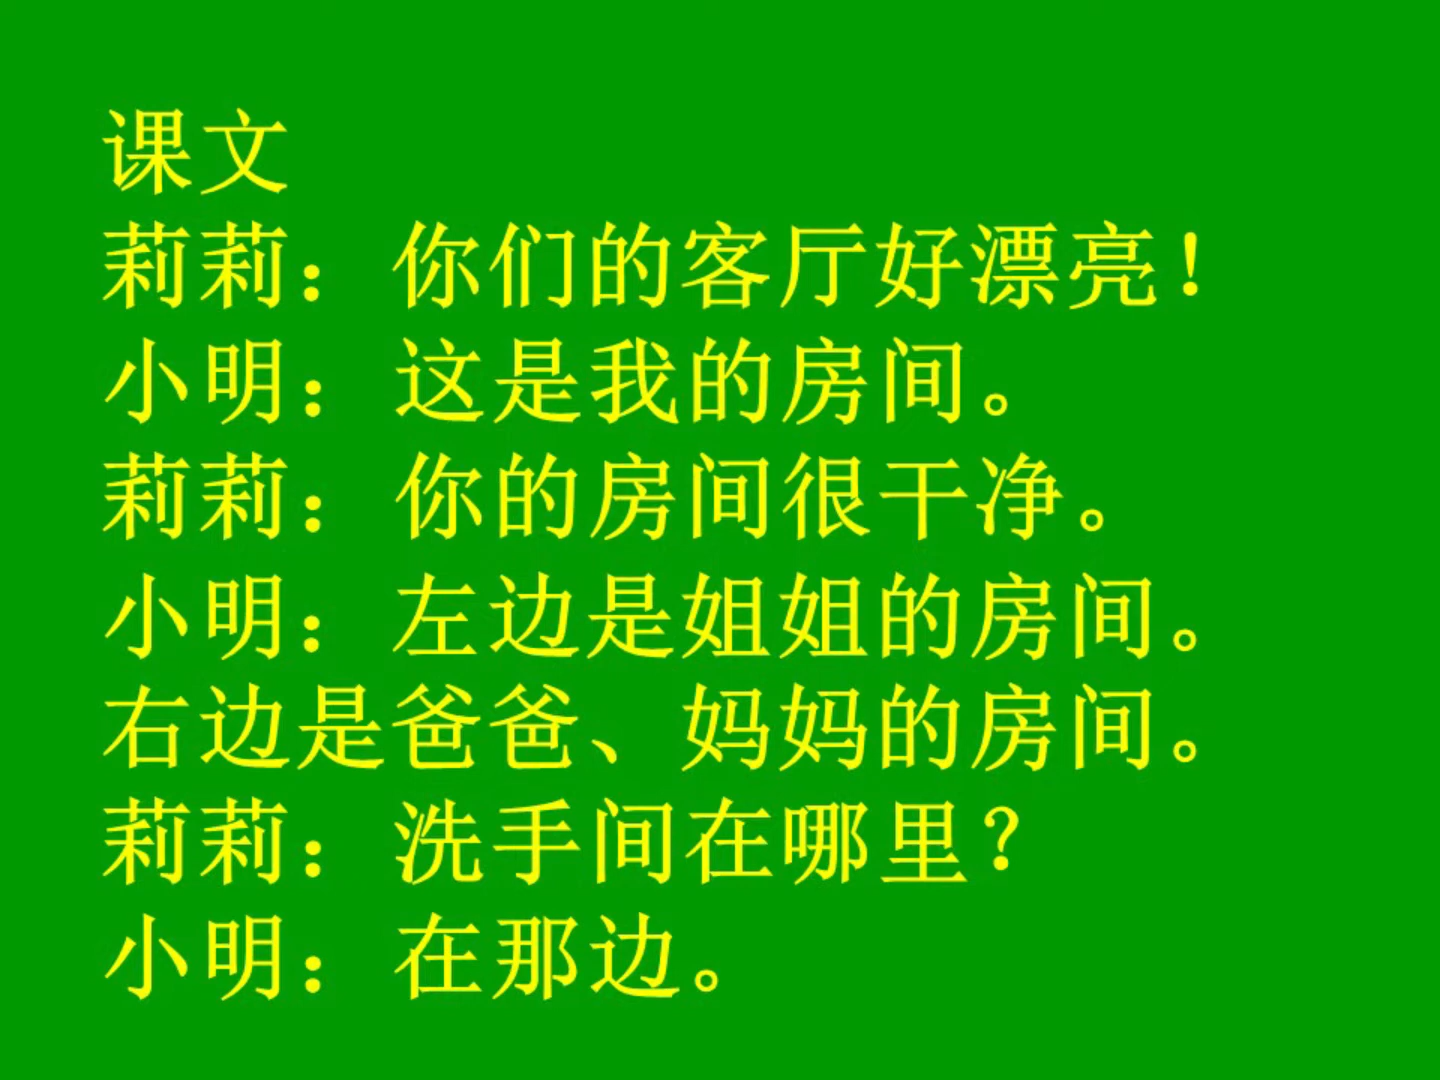 课文
莉莉：你们的客厅好漂亮！
小明：这是我的房间。
莉莉：你的房间很干净。
小明：左边是姐姐的房间。
右边是爸爸、妈妈的房间。
莉莉：洗手间在哪里？
小明：在那边。